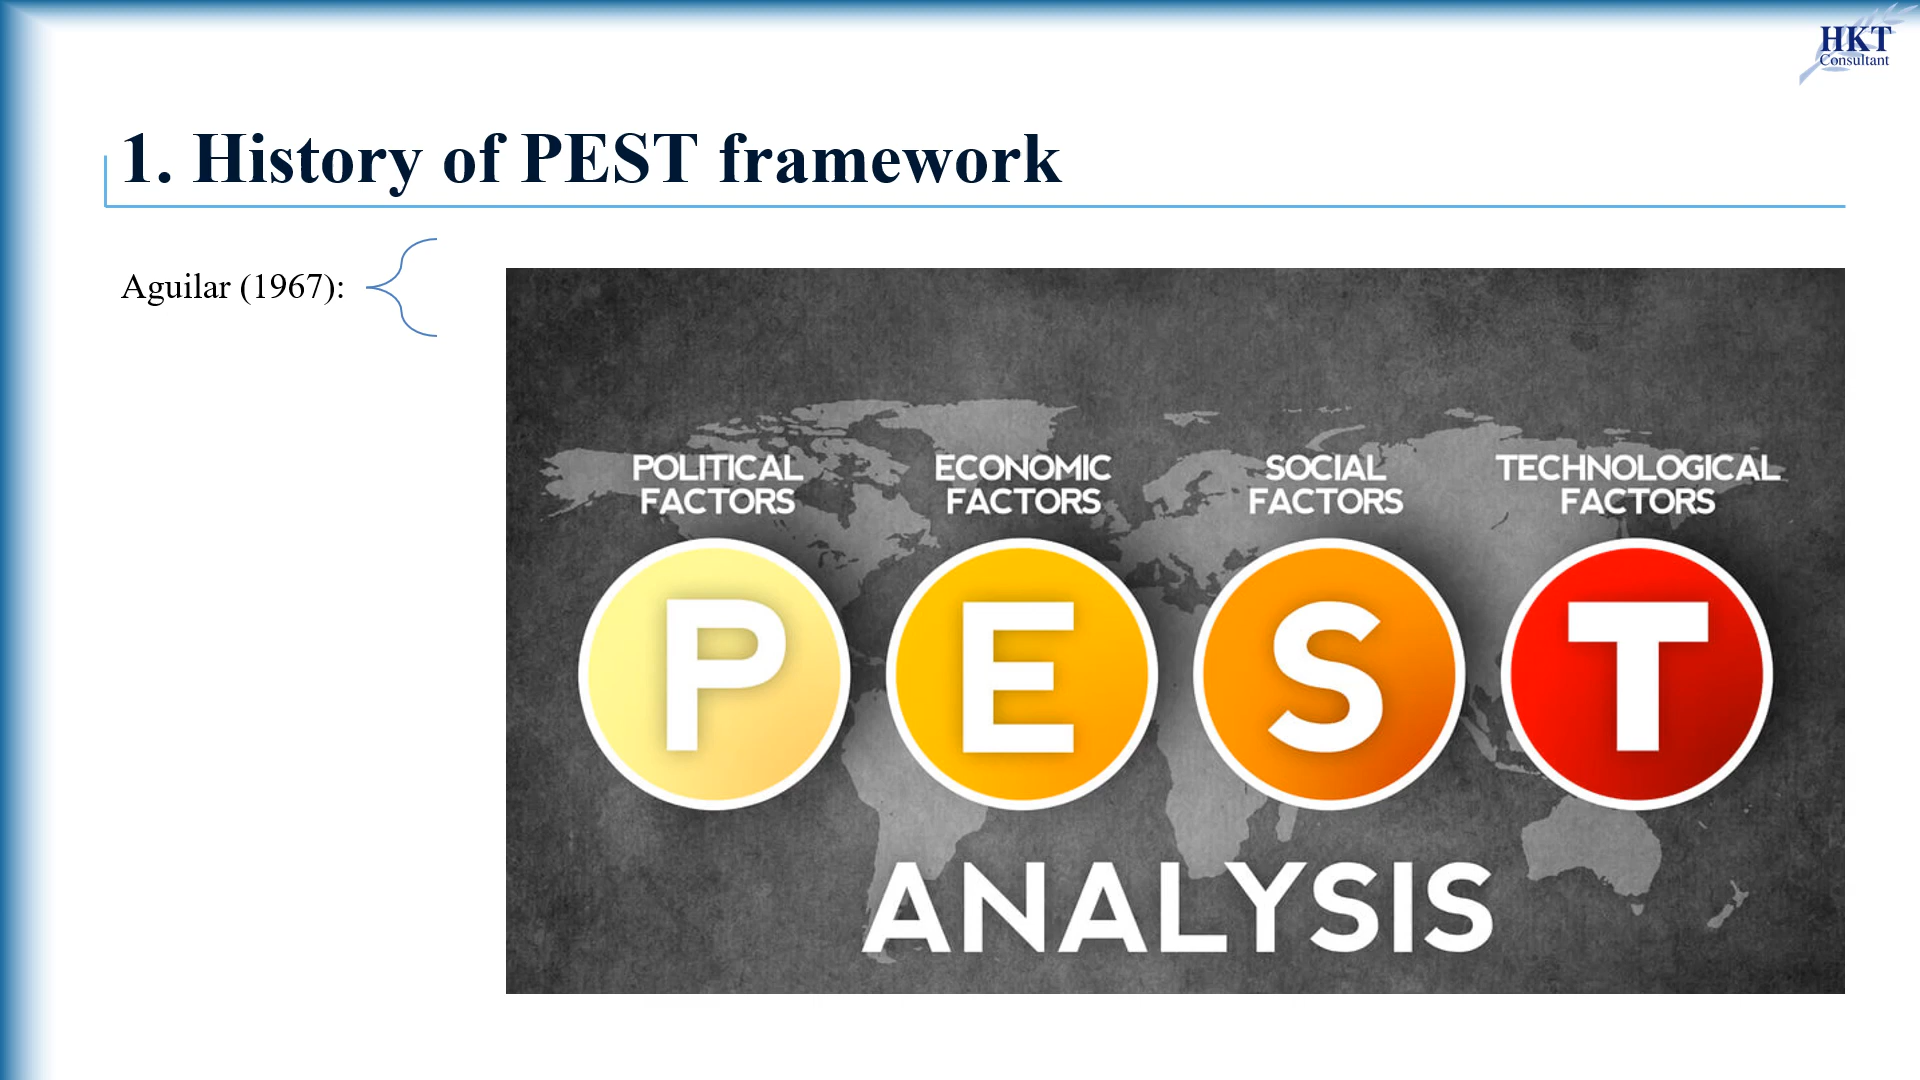 HKT
Consultant
1. History of PEST framework
Aguilar (1967):
POLITICAL
FACTORS
ECONOMIC
FACTORS
SOCIAL
FACTORS
TECHNOLOGICAL
FACTORS
P E S T
ANALYSIS